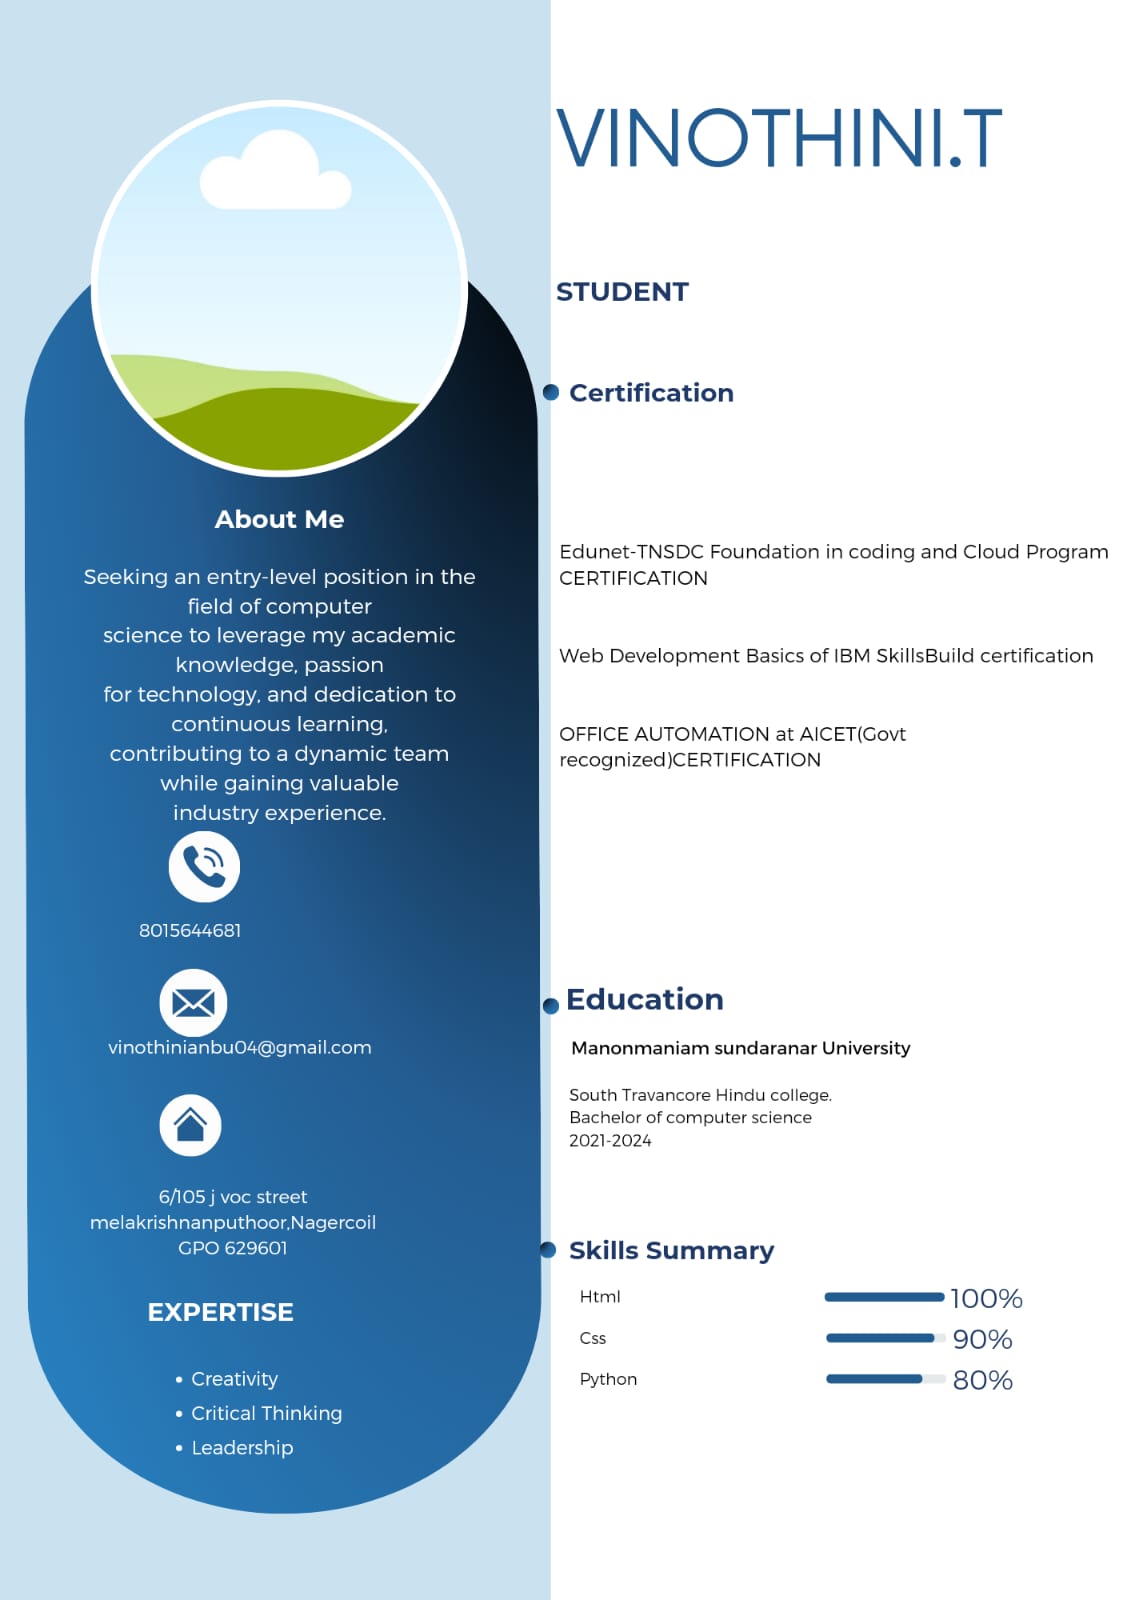 VINOTHINI.T
STUDENT
Certification
Edunet-TNSDC Foundation in coding and Cloud Program
CERTIFICATION
Web Development Basics of IBM SkillsBuild certification
OFFICE AUTOMATION at AICET(Govt
recognized)CERTIFICATION
Education
Manonmaniam sundaranar University
South Travancore Hindu college.
Bachelor of computer science
2021-2024
Skills Summary
Html 100%
Css 90%
Python 80%
About Me
Seeking an entry-level position in the
field of computer
science to leverage my academic
knowledge, passion
for technology, and dedication to
continuous learning,
contributing to a dynamic team
while gaining valuable
industry experience.
8015644681
vinothinianbu04@gmail.com
6/105 j voc street
melakrishnanputhoor,Nagercoil
GPO 629601
EXPERTISE
• Creativity
• Critical Thinking
• Leadership